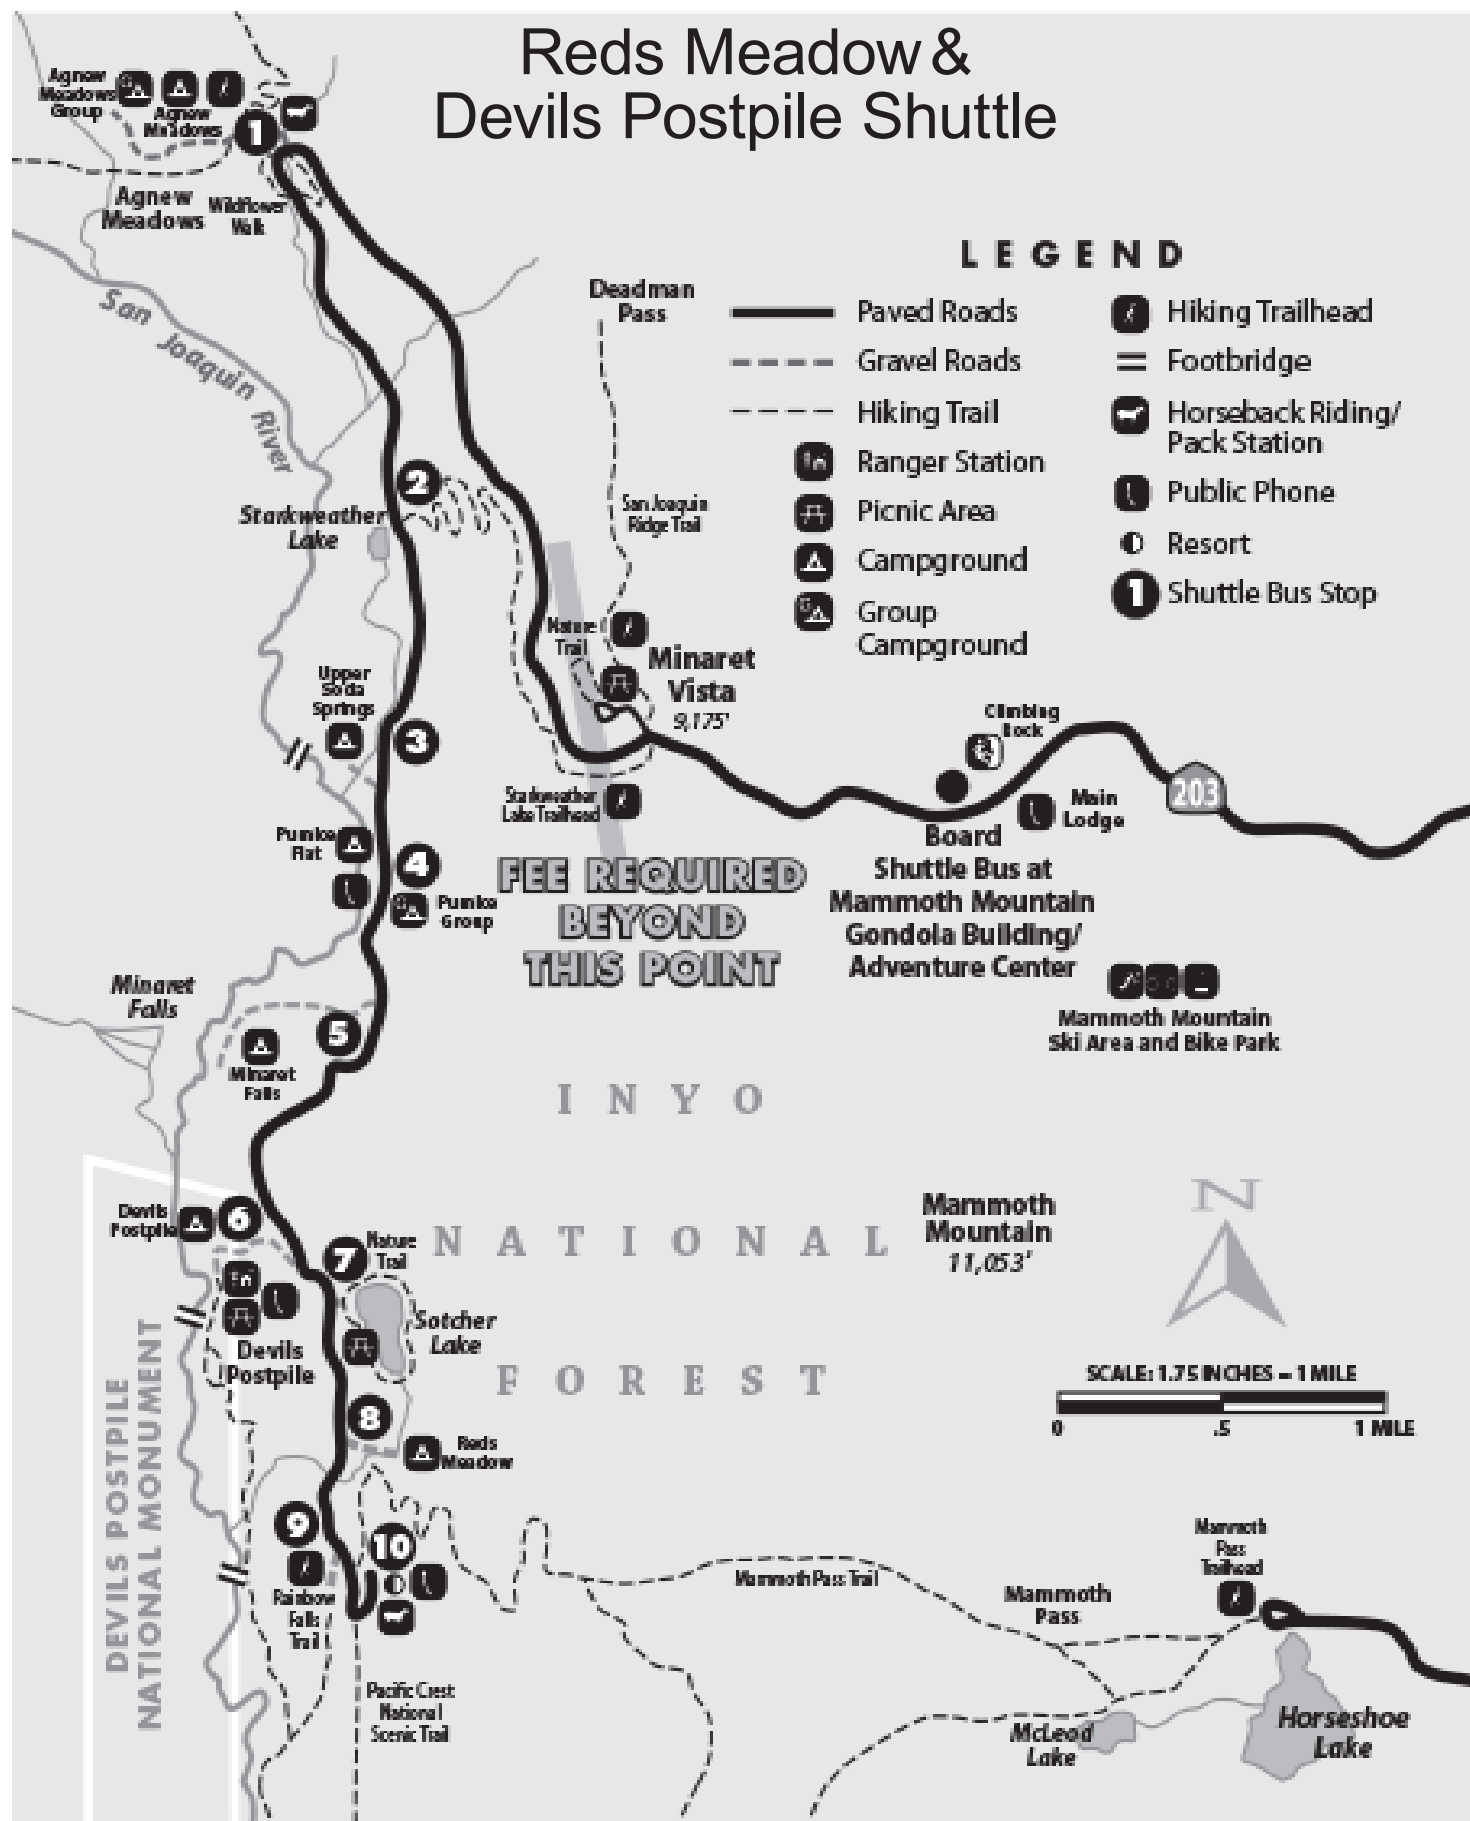 Reds Meadow &
Devils Postpile Shuttle
Agnew
Meadows
Group
Agnew
Meadows
1
Agnew
Meadows
Wildflower
Walk
San Joaquin River
LEGEND
Paved Roads
Gravel Roads
Hiking Trail
Ranger Station
Picnic Area
Campground
Group
Campground
Hiking Trailhead
Footbridge
Horseback Riding/
Pack Station
Public Phone
Resort
1 Shuttle Bus Stop
Deadman
Pass
San Joaquin
Ridge Trail
2
Starkweather
Lake
Nature
Trail
Minaret
Vista
9,175'
Upper
Soda
Springs
3
Climbing
Rock
203
Main
Lodge
Starkweather
Lake Trailhead
Board
Shuttle Bus at
Mammoth Mountain
Gondola Building/
Adventure Center
Pumice
Flat
4
Pumice
Group
FEE REQUIRED
BEYOND
THIS POINT
Mammoth Mountain
Ski Area and Bike Park
Minaret
Falls
5
Minaret
Falls
INYO
NATIONAL
FOREST
Mammoth
Mountain
11,053'
N
Devils
Postpile
6
7
Nature
Trail
Sotcher
Lake
Devils
Postpile
DEVILS POSTPILE
NATIONAL MONUMENT
SCALE: 1.75 INCHES = 1 MILE
0 .5 1 MILE
8
Reds
Meadow
9
10
Rainbow
Falls
Trail
Pacific Crest
National
Scenic Trail
Mammoth Pass Trail
Mammoth
Pass
Mammoth
Pass
Trailhead
McLeod
Lake
Horseshoe
Lake